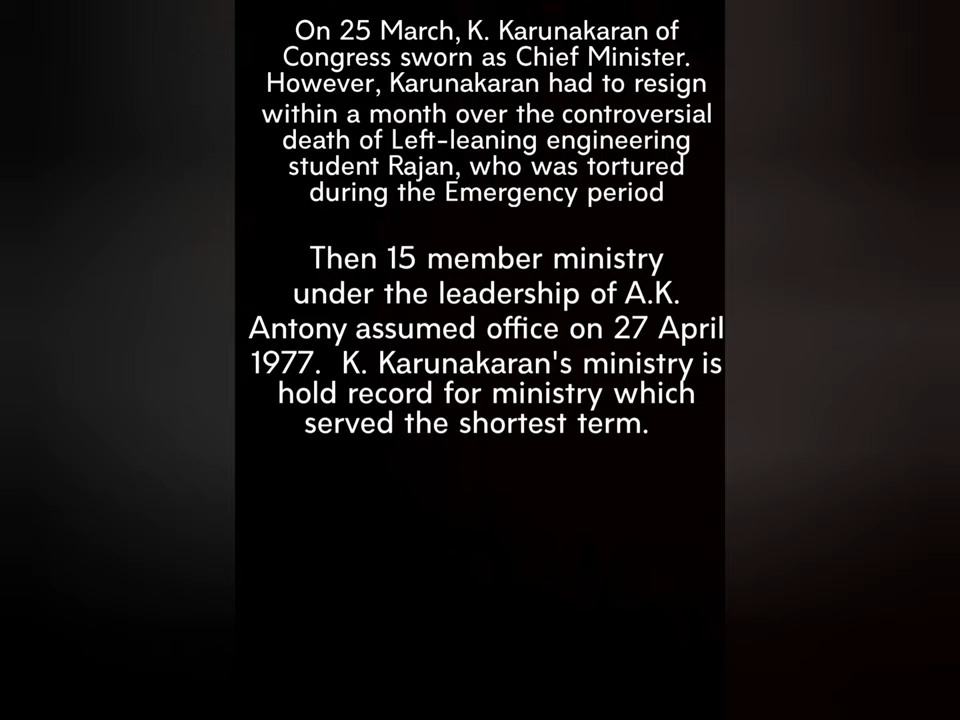 On 25 March, K. Karunakaran of
Congress sworn as Chief Minister.
However, Karunakaran had to resign
within a month over the controversial
death of Left-leaning engineering
student Rajan, who was tortured
during the Emergency period
Then 15 member ministry
under the leadership of A.K.
Antony assumed office on 27 April
1977.  K. Karunakaran's ministry is
hold record for ministry which
served the shortest term.